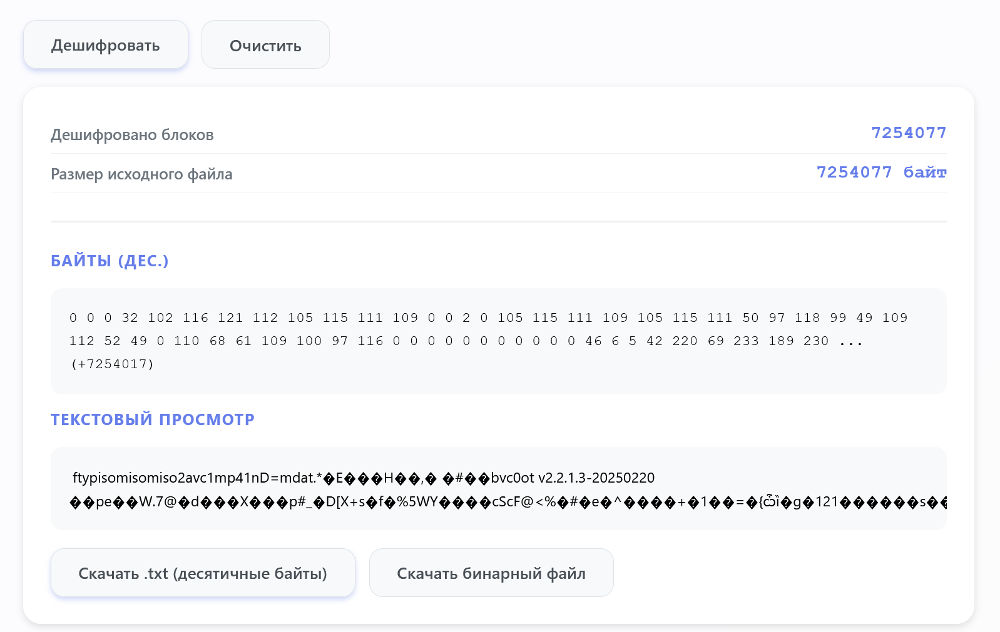 Дешифровать
Очистить
Дешифровано блоков
7254077
Размер исходного файла
7254077 байт
БАЙТЫ (ДЕС.)
0 0 0 32 102 116 121 112 105 115 111 109 0 0 2 0 105 115 111 109 105 115 111 50 97 118 99 49 109
112 52 49 0 110 68 61 109 100 97 116 0 0 0 0 0 0 0 0 0 0 0 46 6 5 42 220 69 233 189 230 ...
(+7254017)
ТЕКСТОВЫЙ ПРОСМОТР
ftypisomisomiso2avc1mp41nD=mdat.*�E���H��,� �#��bvc0ot v2.2.1.3-20250220
��pe��W.7@�d���X���p#_�D[X+s�f�%5WY����cScF@<%�#�e�^����+�1��=�{�g�121������s��
Скачать .txt (десятичные байты)
Скачать бинарный файл